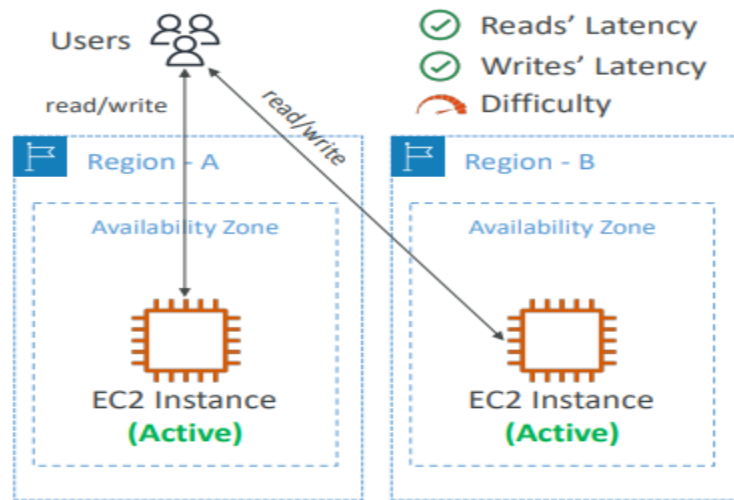 Users
Reads’ Latency
Writes’ Latency
Difficulty
read/write
read/write
Region - A
Region - B
Availability Zone
Availability Zone
EC2 Instance
(Active)
EC2 Instance
(Active)